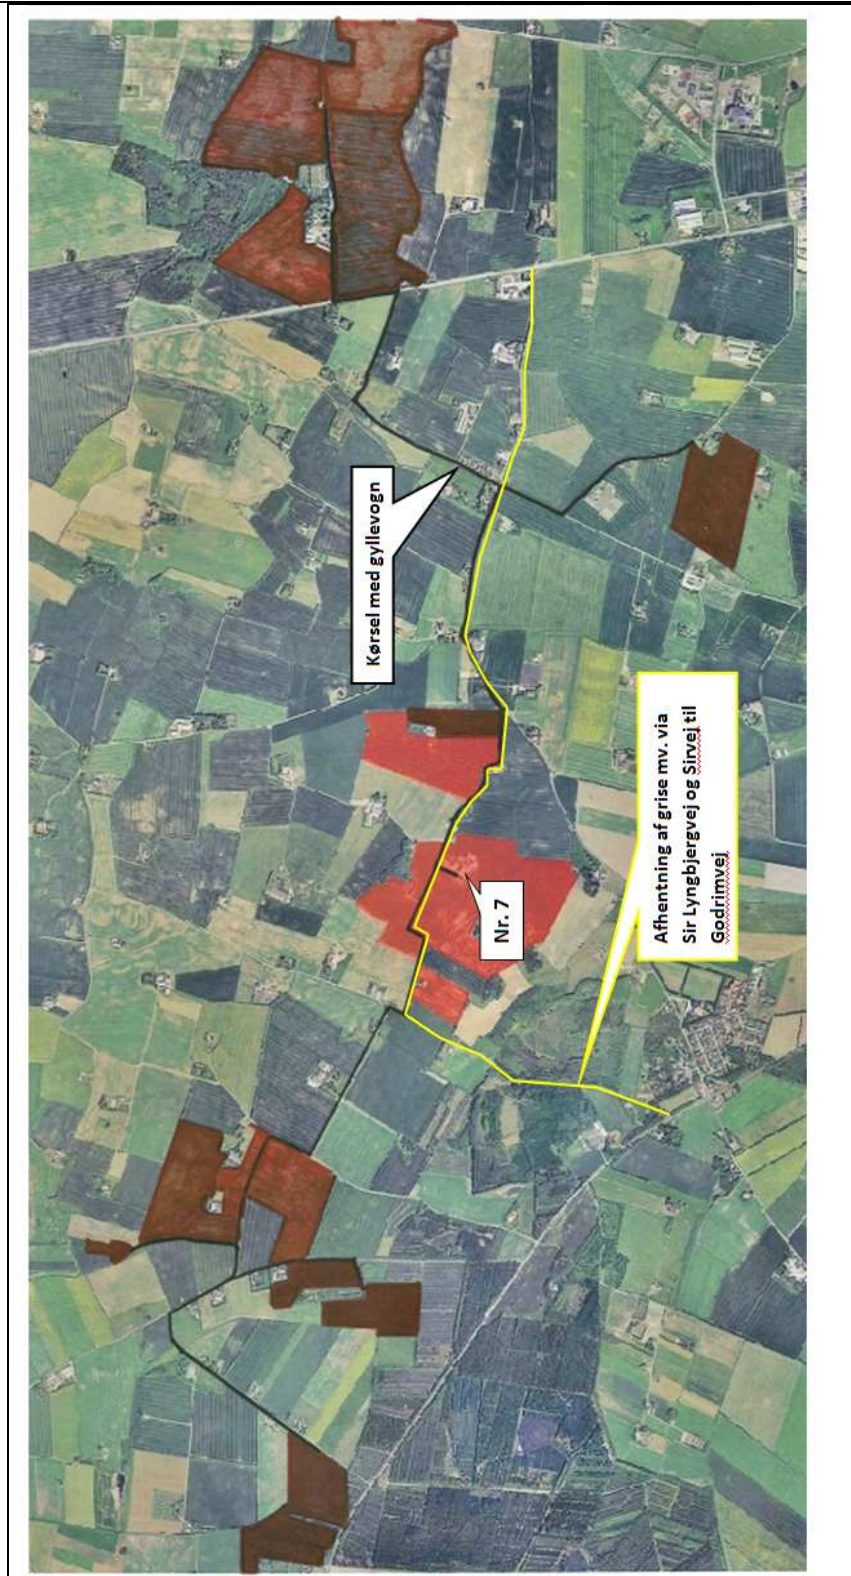 Kørsel med gyllevogn
Nr. 7
Afhentning af grise mv. via
Sir Lyngbjergvej og Sirvej til
Godrimvej